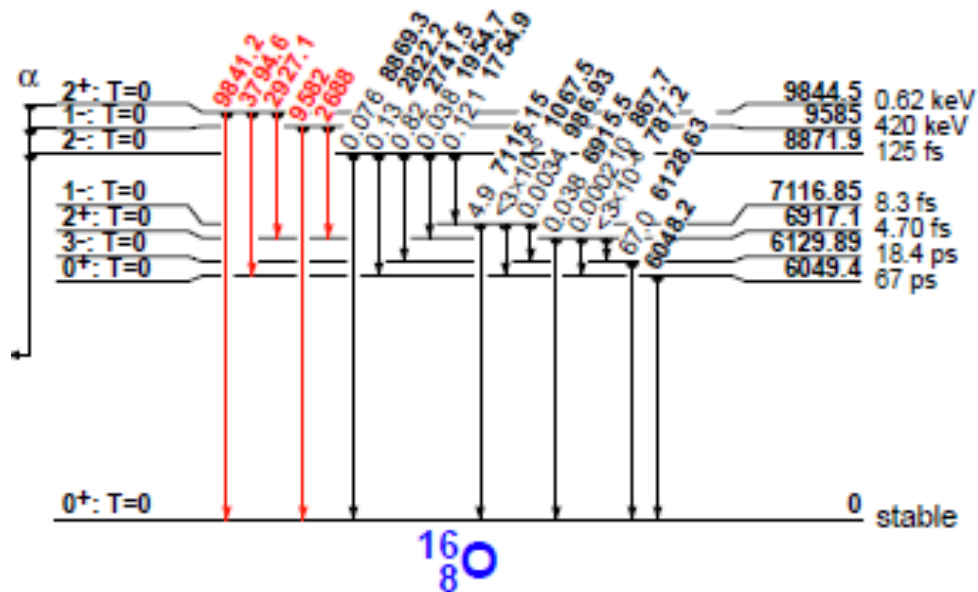 α
2⁺: T=0
1-: T=0
2-: T=0
1-: T=0
2⁺: T=0
3-: T=0
0⁺: T=0
0⁺: T=0
9841.2
3794.6
2927.1
9582
2688
0.076 8869.3
0.13 2822.2
0.82 2741.5
0.038 1954.7
0.121 1754.9
4.9 7115.15
1067.5
0.0034 986.93
0.038 6915.5
0.000210 867.7
787.2
67.0 6128.63
6048.2
9844.5 0.62 keV
9585 420 keV
8871.9 125 fs
7116.85 8.3 fs
6917.1 4.70 fs
6129.89 18.4 ps
6049.4 67 ps
0 stable
16
8 O